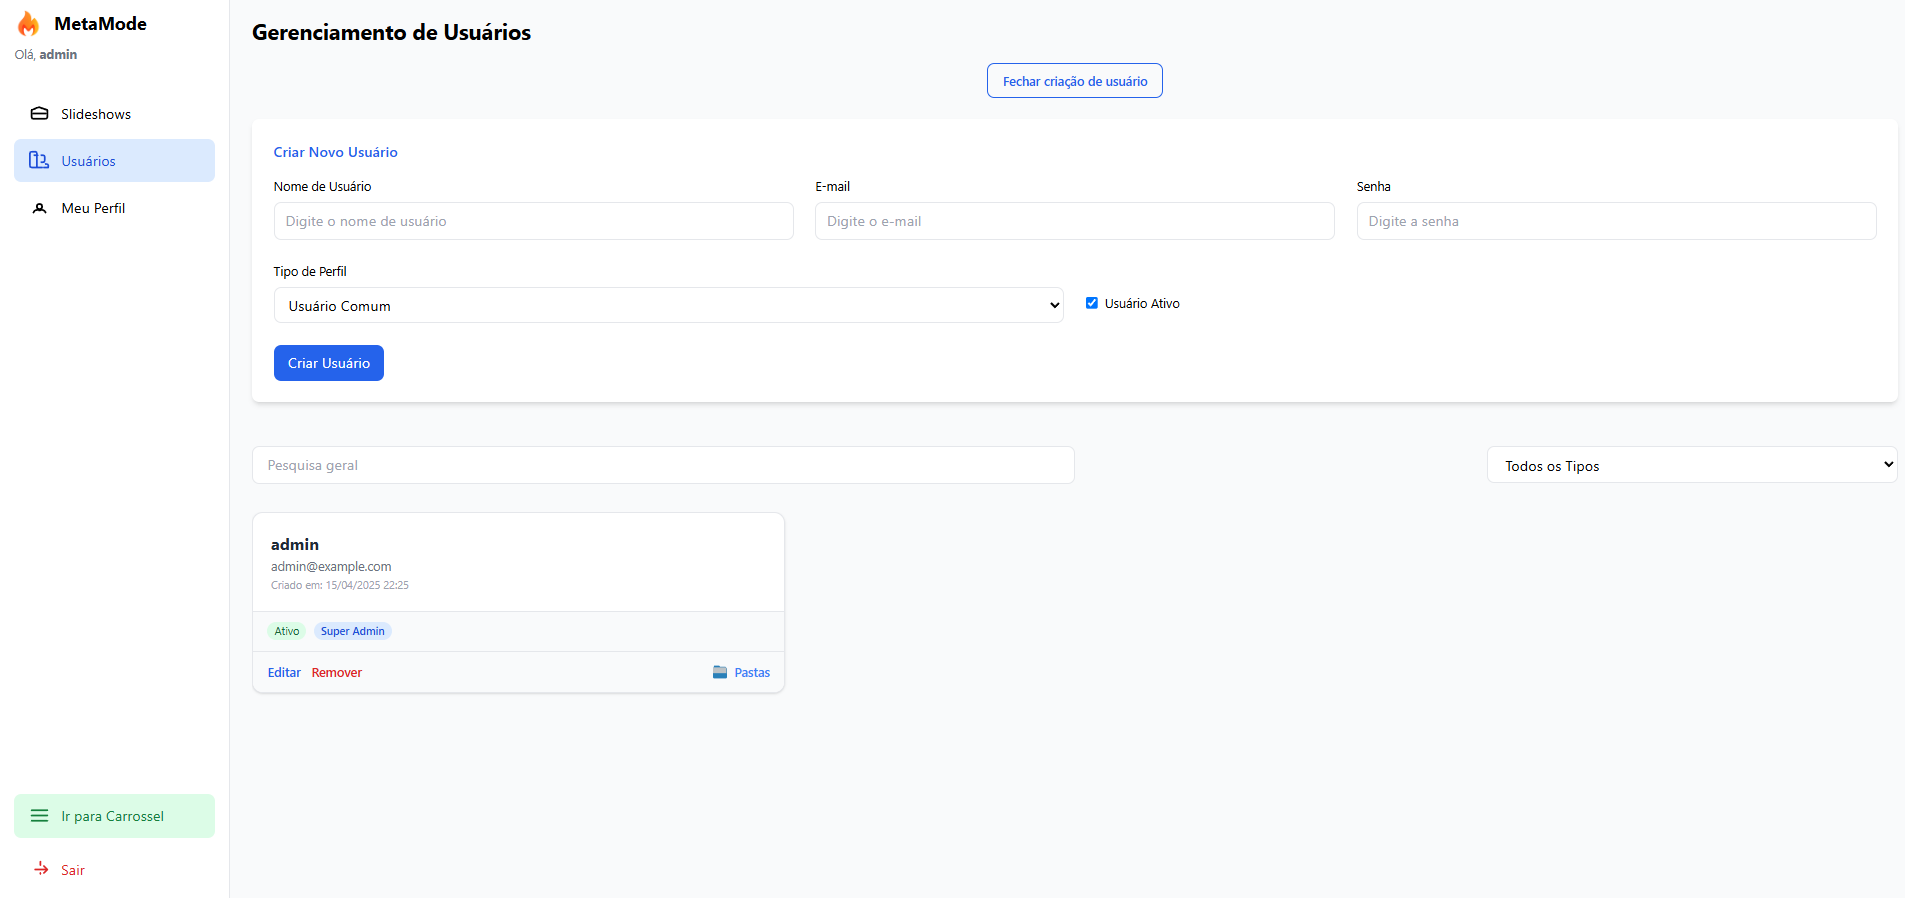 MetaMode
Olá, admin
Slideshows
Usuários
Meu Perfil
Ir para Carrossel
Sair
Gerenciamento de Usuários
Fechar criação de usuário
Criar Novo Usuário
Nome de Usuário
Digite o nome de usuário
E-mail
Digite o e-mail
Senha
Digite a senha
Tipo de Perfil
Usuário Comum
Usuário Ativo
Criar Usuário
Pesquisa geral
Todos os Tipos
admin
admin@example.com
Criado em: 15/04/2025 22:25
Ativo Super Admin
Editar Remover Pastas